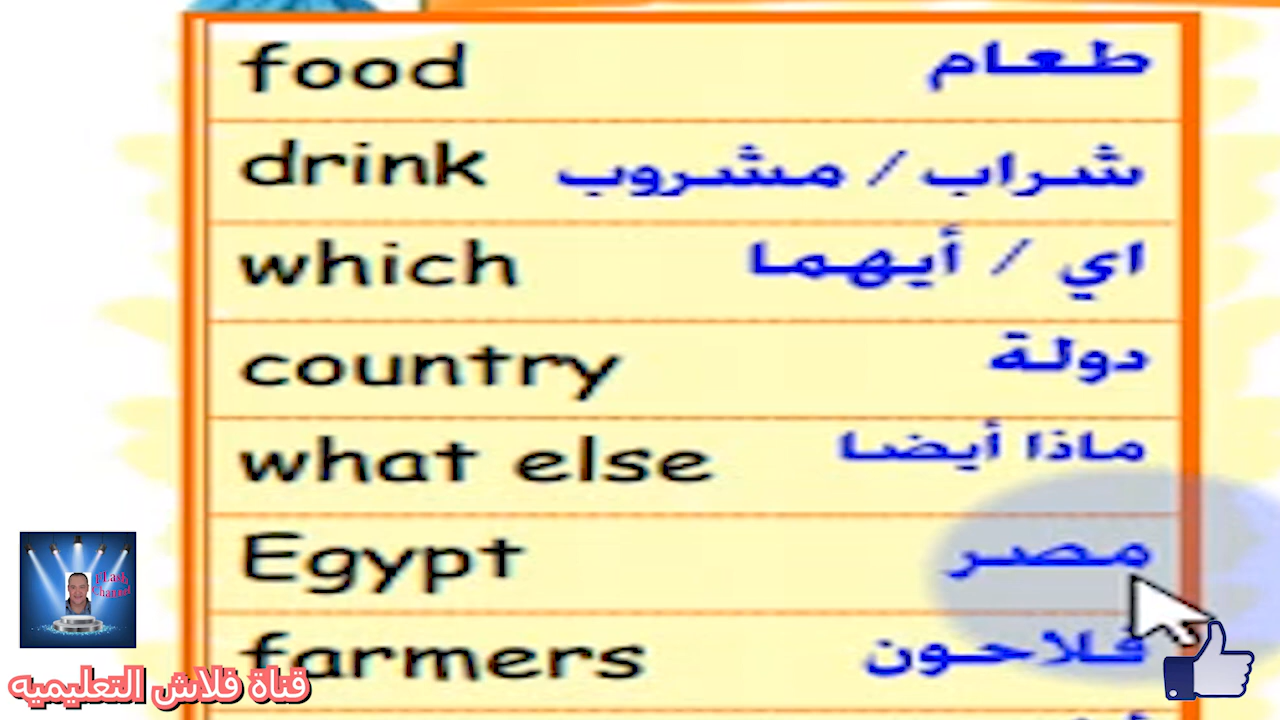 food طعام
drink شراب / مشروب
which اي / أيهما
country دولة
what else ماذا أيضا
Egypt مصر
farmers فلاحون
Flash Channel
قناة فلاش التعليميه